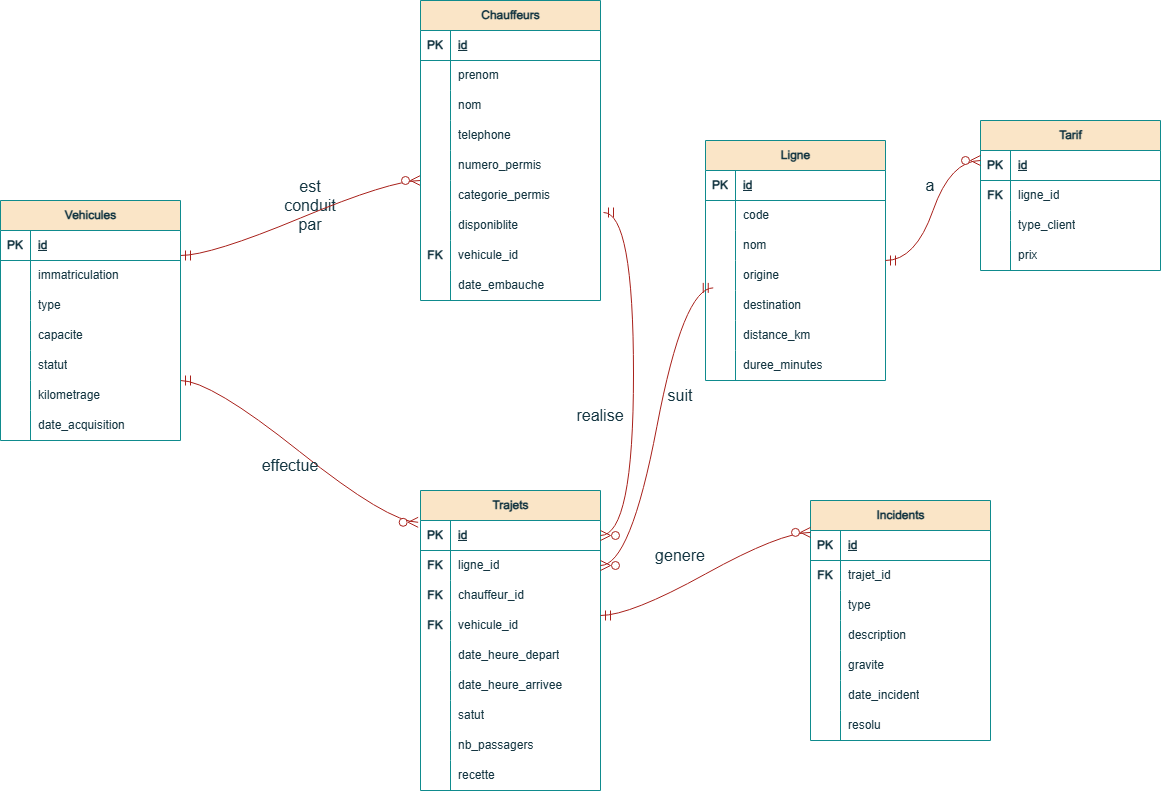 Chauffeurs
PK id
prenom
nom
telephone
numero_permis
categorie_permis
disponiblite
FK vehicule_id
date_embauche
est
conduit
par
Vehicules
PK id
immatriculation
type
capacite
statut
kilometrage
date_acquisition
Ligne
PK id
code
nom
origine
destination
distance_km
duree_minutes
a
Tarif
PK id
FK ligne_id
type_client
prix
realise
suit
effectue
Trajets
PK id
FK ligne_id
FK chauffeur_id
FK vehicule_id
date_heure_depart
date_heure_arrivee
satut
nb_passagers
recette
genere
Incidents
PK id
FK trajet_id
type
description
gravite
date_incident
resolu